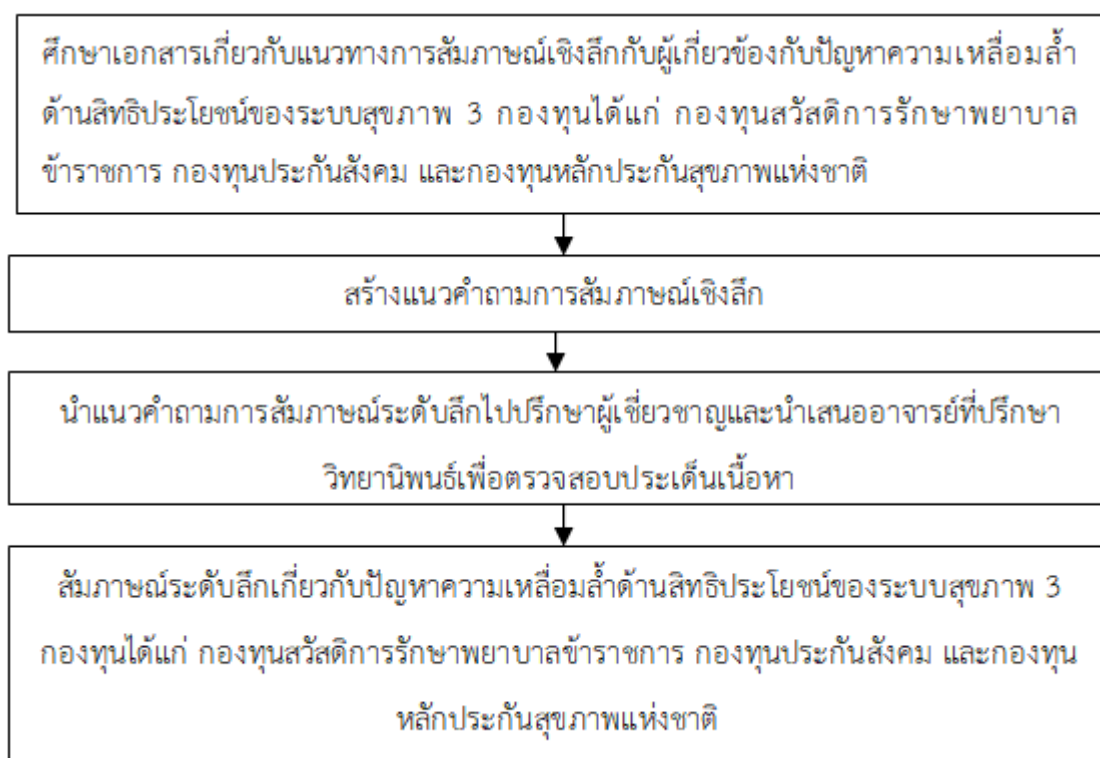 ศึกษาเอกสารเกี่ยวกับแนวทางการสัมภาษณ์เชิงลึกกับผู้เกี่ยวข้องกับปัญหาความเหลื่อมล้ำ
ด้านสิทธิประโยชน์ของระบบสุขภาพ 3 กองทุนได้แก่ กองทุนสวัสดิการรักษาพยาบาล
ข้าราชการ กองทุนประกันสังคม และกองทุนหลักประกันสุขภาพแห่งชาติ
สร้างแนวคำถามการสัมภาษณ์เชิงลึก
นำแนวคำถามการสัมภาษณ์ระดับลึกไปปรึกษาผู้เชี่ยวชาญและนำเสนออาจารย์ที่ปรึกษา
วิทยานิพนธ์เพื่อตรวจสอบประเด็นเนื้อหา
สัมภาษณ์ระดับลึกเกี่ยวกับปัญหาความเหลื่อมล้ำด้านสิทธิประโยชน์ของระบบสุขภาพ 3
กองทุนได้แก่ กองทุนสวัสดิการรักษาพยาบาลข้าราชการ กองทุนประกันสังคม และกองทุน
หลักประกันสุขภาพแห่งชาติ